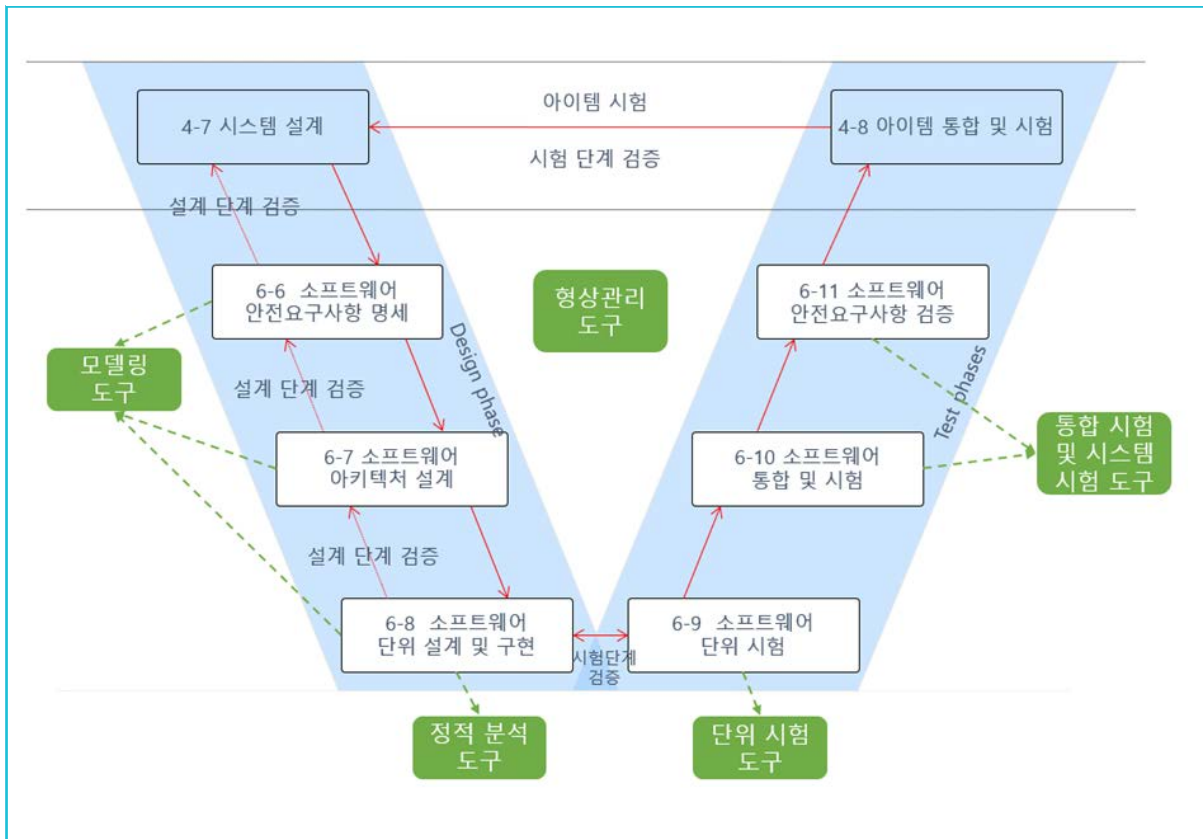 아이템 시험
4-7 시스템 설계
4-8 아이템 통합 및 시험
시험 단계 검증
설계 단계 검증
6-6 소프트웨어
안전요구사항 명세
형상관리
도구
6-11 소프트웨어
안전요구사항 검증
Design phase
Test phases
모델링
도구
설계 단계 검증
6-7 소프트웨어
아키텍처 설계
6-10 소프트웨어
통합 및 시험
통합 시험
및 시스템
시험 도구
설계 단계 검증
6-8 소프트웨어
단위 설계 및 구현
시험단계
검증
6-9 소프트웨어
단위 시험
정적 분석
도구
단위 시험
도구